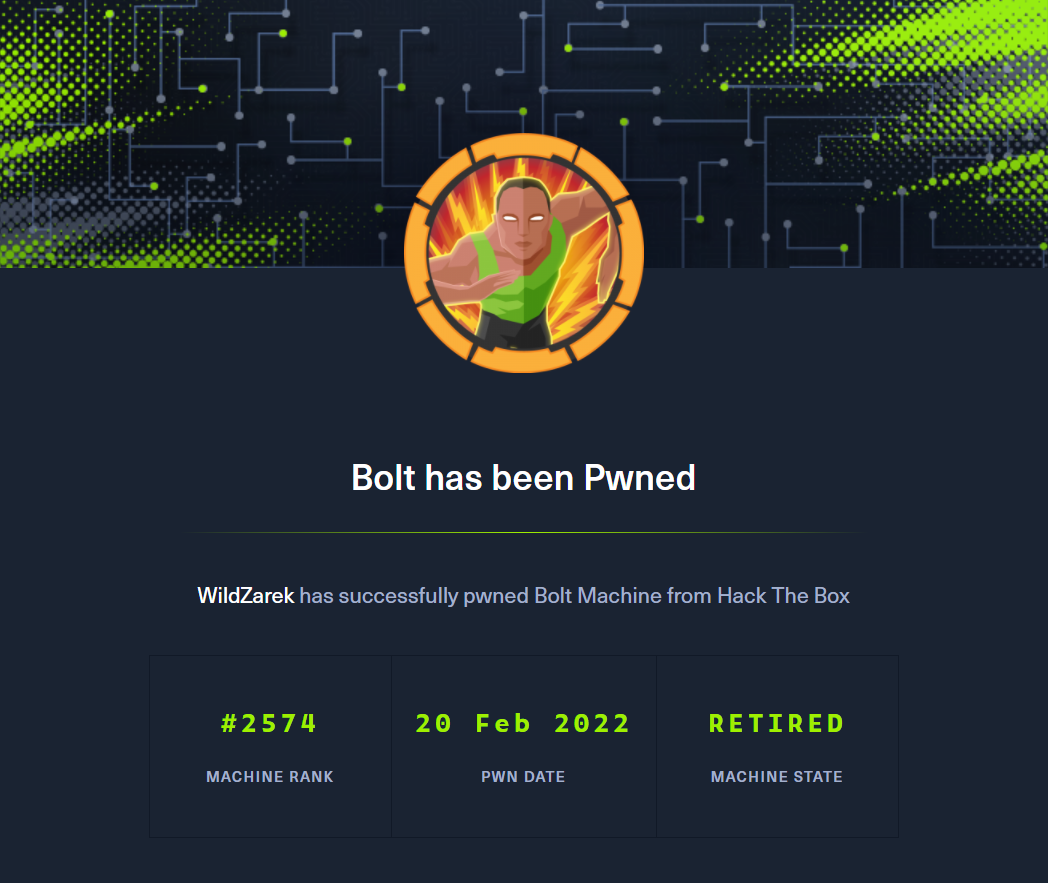 Bolt has been Pwned
WildZarek has successfully pwned Bolt Machine from Hack The Box
#2574
MACHINE RANK
20 Feb 2022
PWN DATE
RETIRED
MACHINE STATE